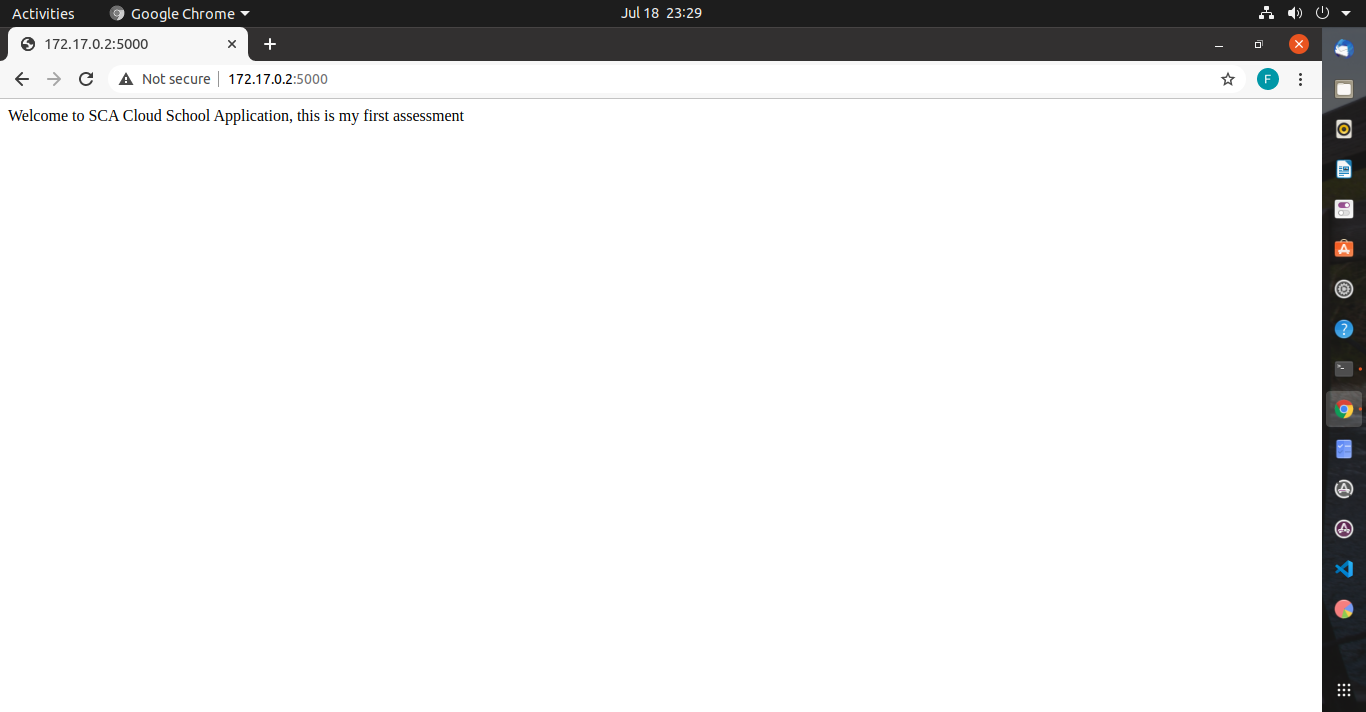 Activities Google Chrome Jul 18 23:29
172.17.0.2:5000
Not secure 172.17.0.2:5000
F
Welcome to SCA Cloud School Application, this is my first assessment